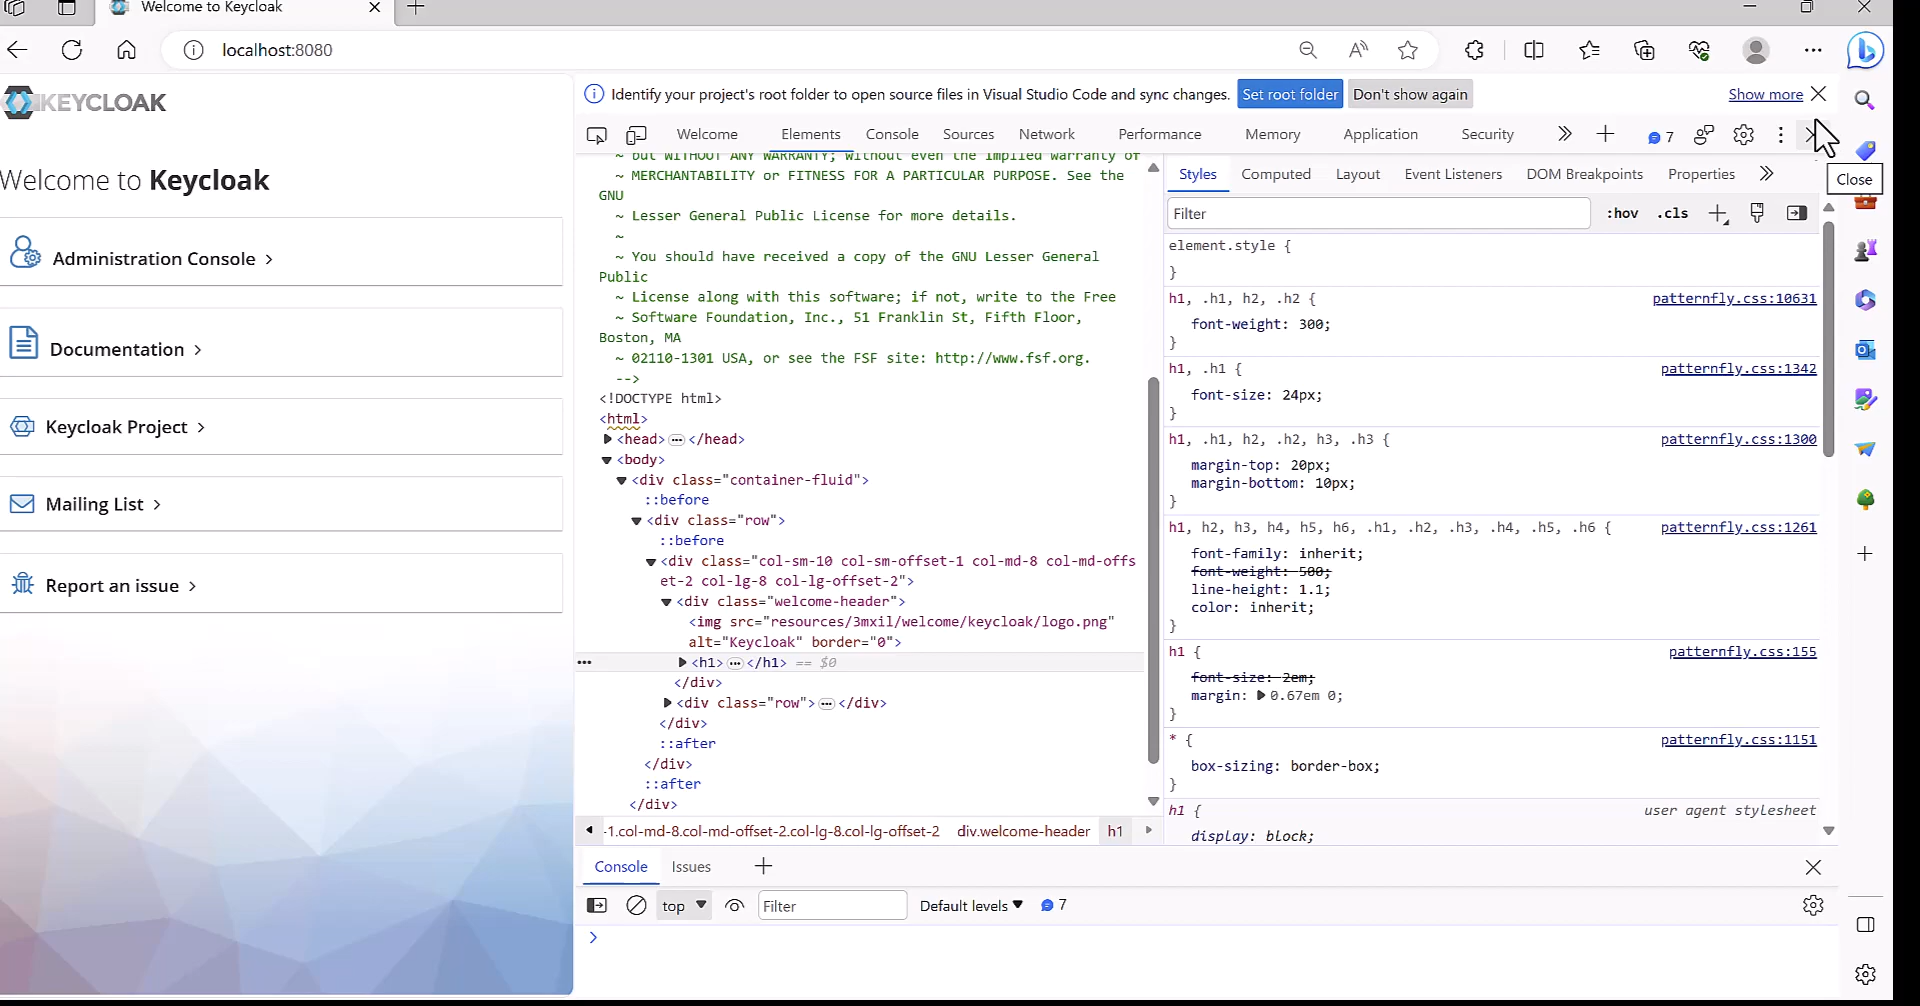 Welcome to Keycloak
localhost:8080
KEYCLOAK
Welcome to Keycloak
Administration Console >
Documentation >
Keycloak Project >
Mailing List >
Report an issue >
Identify your project's root folder to open source files in Visual Studio Code and sync changes. Set root folder Don't show again Show more
Welcome Elements Console Sources Network Performance Memory Application Security 7
Close
~ but WITHOUT ANY WARRANTY; without even the implied warranty of
~ MERCHANTABILITY or FITNESS FOR A PARTICULAR PURPOSE. See the
GNU
~ Lesser General Public License for more details.
~
~ You should have received a copy of the GNU Lesser General
Public
~ License along with this software; if not, write to the Free
~ Software Foundation, Inc., 51 Franklin St, Fifth Floor,
Boston, MA
~ 02110-1301 USA, or see the FSF site: http://www.fsf.org.
-->
<!DOCTYPE html>
<html>
<head> ... </head>
<body>
<div class="container-fluid">
::before
<div class="row">
::before
<div class="col-sm-10 col-sm-offset-1 col-md-8 col-md-offs
et-2 col-lg-8 col-lg-offset-2">
<div class="welcome-header">
<img src="resources/3mxil/welcome/keycloak/logo.png"
alt="Keycloak" border="0">
<h1> ... </h1> == $0
</div>
<div class="row"> ... </div>
</div>
::after
</div>
::after
</div>
-1.col-md-8.col-md-offset-2.col-lg-8.col-lg-offset-2 div.welcome-header h1
Styles Computed Layout Event Listeners DOM Breakpoints Properties
Filter :hov .cls
element.style {
}
h1, .h1, h2, .h2 { patternfly.css:10631
font-weight: 300;
}
h1, .h1 { patternfly.css:1342
font-size: 24px;
}
h1, .h1, h2, .h2, h3, .h3 { patternfly.css:1300
margin-top: 20px;
margin-bottom: 10px;
}
h1, h2, h3, h4, h5, h6, .h1, .h2, .h3, .h4, .h5, .h6 { patternfly.css:1261
font-family: inherit;
font-weight: 500;
line-height: 1.1;
color: inherit;
}
h1 { patternfly.css:155
font-size: 2em;
margin: 0.67em 0;
}
* { patternfly.css:1151
box-sizing: border-box;
}
h1 { user agent stylesheet
display: block;
Console Issues
top Filter Default levels 7